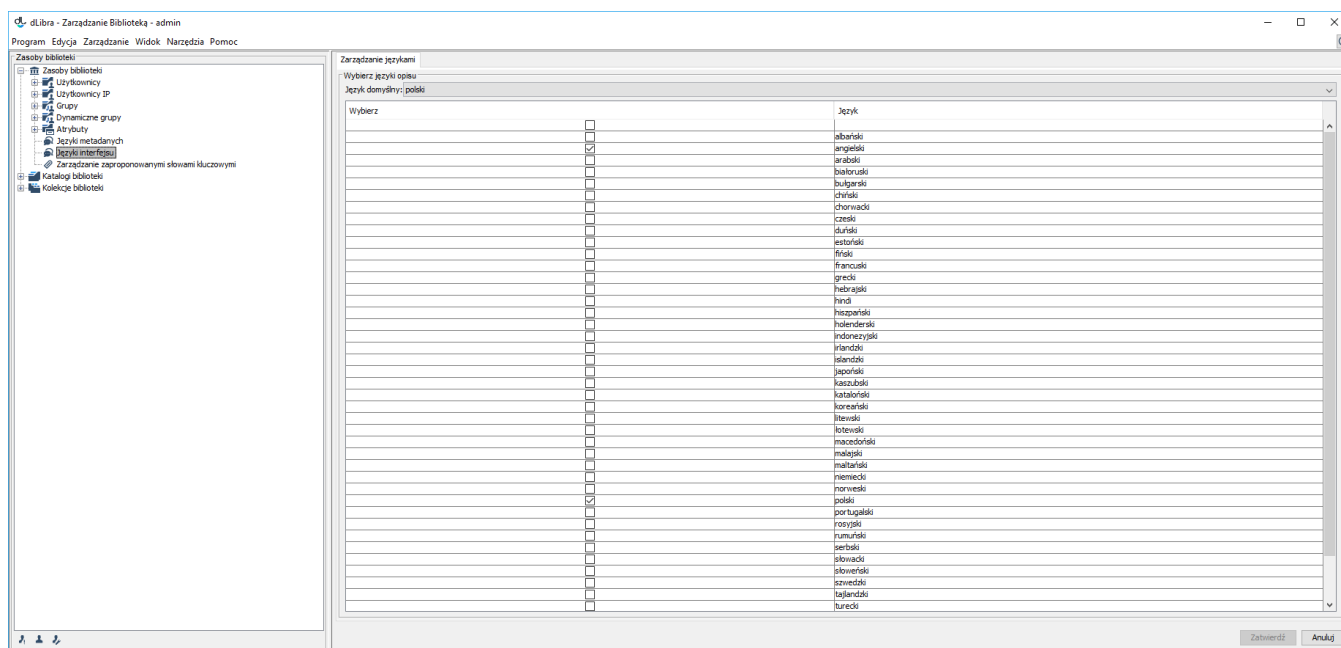 dLibra - Zarządzanie Biblioteką - admin
Program Edycja Zarządzanie Widok Narzędzia Pomoc
Zasoby biblioteki
Zasoby biblioteki
Użytkownicy
Użytkownicy IP
Grupy
Dynamiczne grupy
Atrybuty
Języki metadanych
Języki interfejsu
Zarządzanie zaproponowanymi słowami kluczowymi
Katalogi biblioteki
Kolekcje biblioteki
Zarządzanie językami
Wybierz języki opisu
Język domyślny: polski
Wybierz Język
albański
angielski
arabski
białoruski
bułgarski
chiński
chorwacki
czeski
duński
estoński
fiński
francuski
grecki
hebrajski
hindi
hiszpański
holenderski
indonezyjski
irlandzki
islandzki
japoński
kaszubski
kataloński
koreański
litewski
łotewski
macedoński
malajski
maltański
niemiecki
norweski
polski
portugalski
rosyjski
rumuński
serbski
słowacki
słoweński
szwedzki
tajlandzki
turecki
Zatwierdź Anuluj